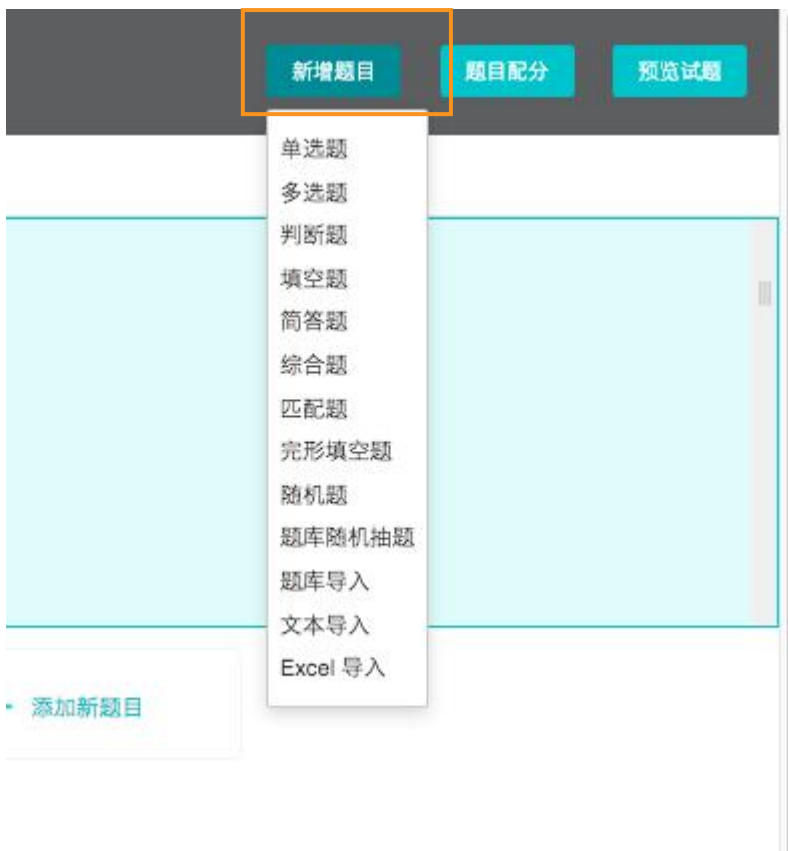 新增题目 题目配分 预览试题
单选题
多选题
判断题
填空题
简答题
综合题
匹配题
完形填空题
随机题
题库随机抽题
题库导入
文本导入
Excel 导入
添加新题目